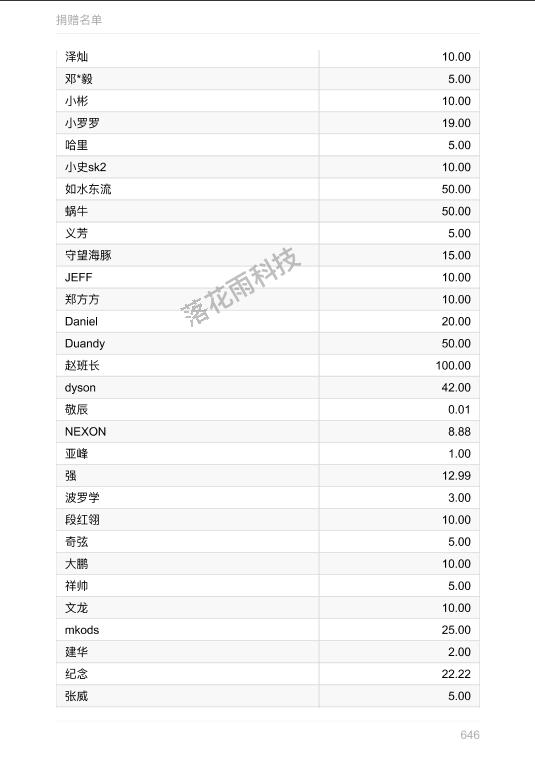 捐赠名单
泽灿 10.00
邓*毅 5.00
小彬 10.00
小罗罗 19.00
哈里 5.00
小史sk2 10.00
如水东流 50.00
蜗牛 50.00
义芳 5.00
守望海豚 15.00
JEFF 10.00
落花雨科技
郑方方 10.00
Daniel 20.00
Duandy 50.00
赵班长 100.00
dyson 42.00
敬辰 0.01
NEXON 8.88
亚峰 1.00
强 12.99
波罗学 3.00
段红翎 10.00
奇弦 5.00
大鹏 10.00
祥帅 5.00
文龙 10.00
mkods 25.00
建华 2.00
纪念 22.22
张威 5.00
646